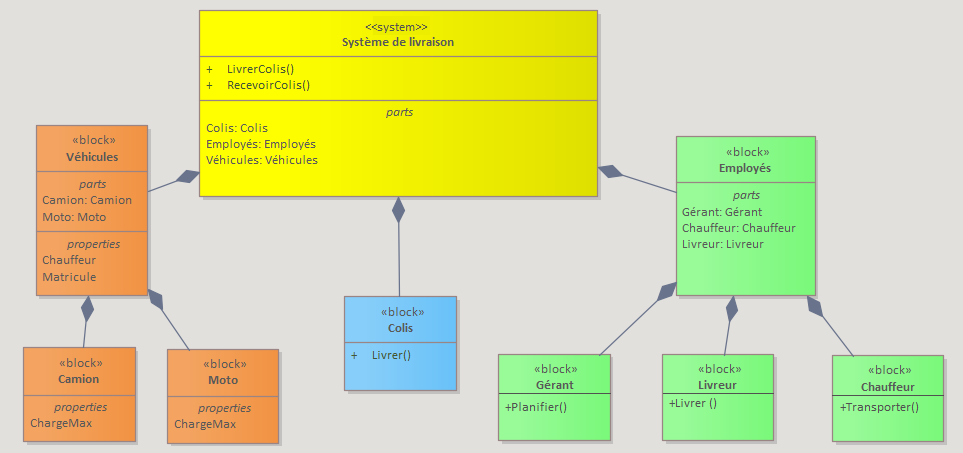 <<system>>
Système de livraison
+ LivrerColis()
+ RecevoirColis()
parts
Colis: Colis
Employés: Employés
Véhicules: Véhicules
«block»
Véhicules
parts
Camion: Camion
Moto: Moto
properties
Chauffeur
Matricule
«block»
Employés
parts
Gérant: Gérant
Chauffeur: Chauffeur
Livreur: Livreur
«block»
Colis
+ Livrer()
«block»
Camion
properties
ChargeMax
«block»
Moto
properties
ChargeMax
«block»
Gérant
+Planifier()
«block»
Livreur
+Livrer ()
«block»
Chauffeur
+Transporter()